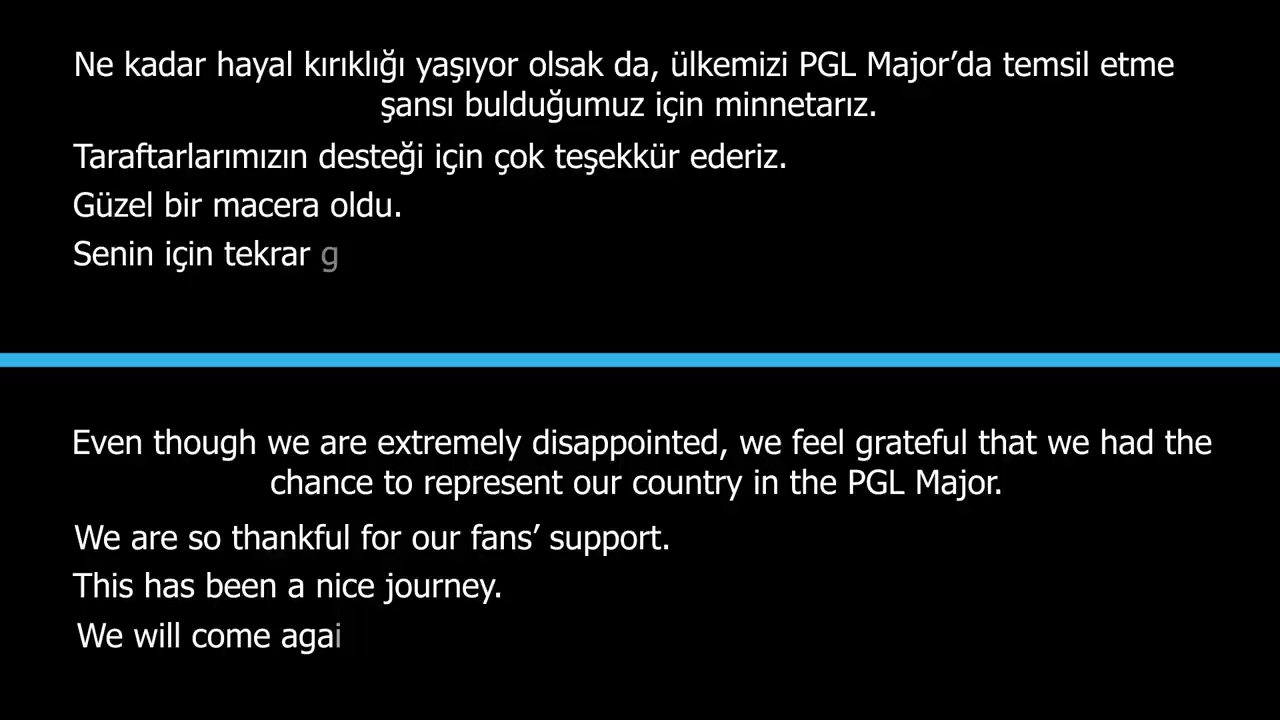 Ne kadar hayal kırıklığı yaşıyor olsak da, ülkemizi PGL Major’da temsil etme
şansı bulduğumuz için minnetarız.
Taraftarlarımızın desteği için çok teşekkür ederiz.
Güzel bir macera oldu.
Senin için tekrar g
Even though we are extremely disappointed, we feel grateful that we had the
chance to represent our country in the PGL Major.
We are so thankful for our fans’ support.
This has been a nice journey.
We will come agai